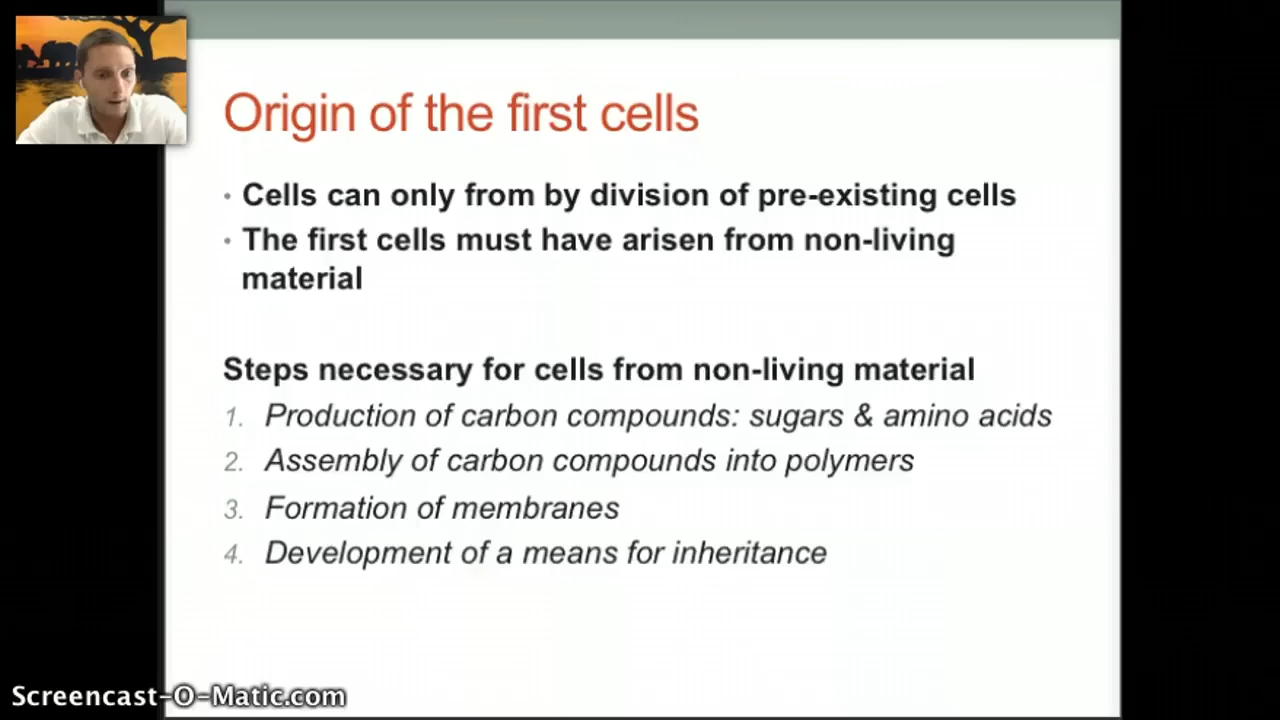 Origin of the first cells
• Cells can only from by division of pre-existing cells
• The first cells must have arisen from non-living
material
Steps necessary for cells from non-living material
1. Production of carbon compounds: sugars & amino acids
2. Assembly of carbon compounds into polymers
3. Formation of membranes
4. Development of a means for inheritance
Screencast-O-Matic.com